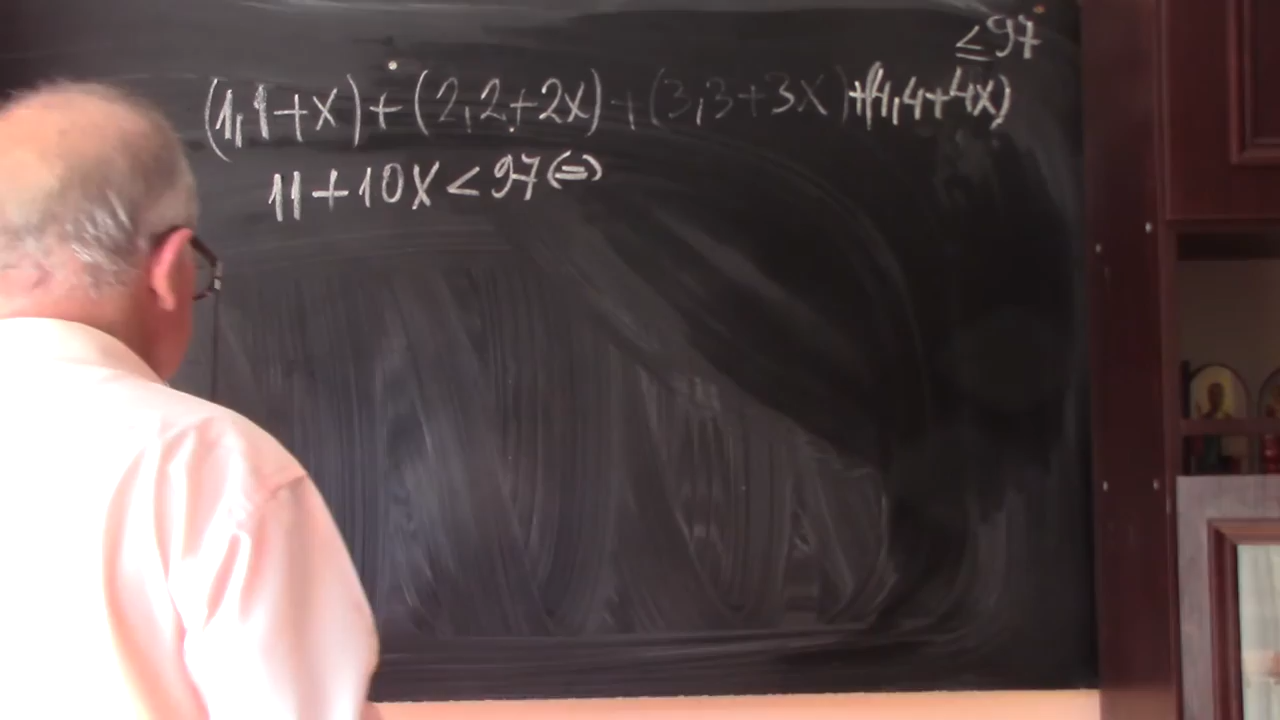 ≤97
(1,1+x)+(2,2+2x)+(3,3+3x)+(4,4+4x)
11+10x<97(=)